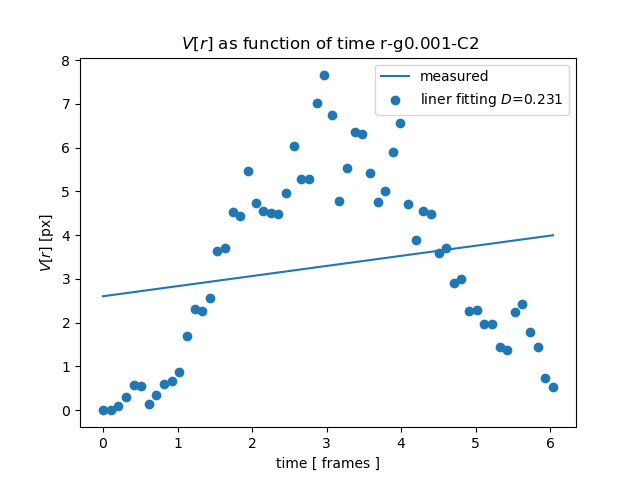 V[r] as function of time r-g0.001-C2
measured
liner fitting D=0.231
8
7
6
5
4
3
2
1
0
V[r] [px]
0 1 2 3 4 5 6
time [ frames ]